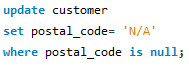 update customer
set postal_code= 'N/A'
where postal_code is null;